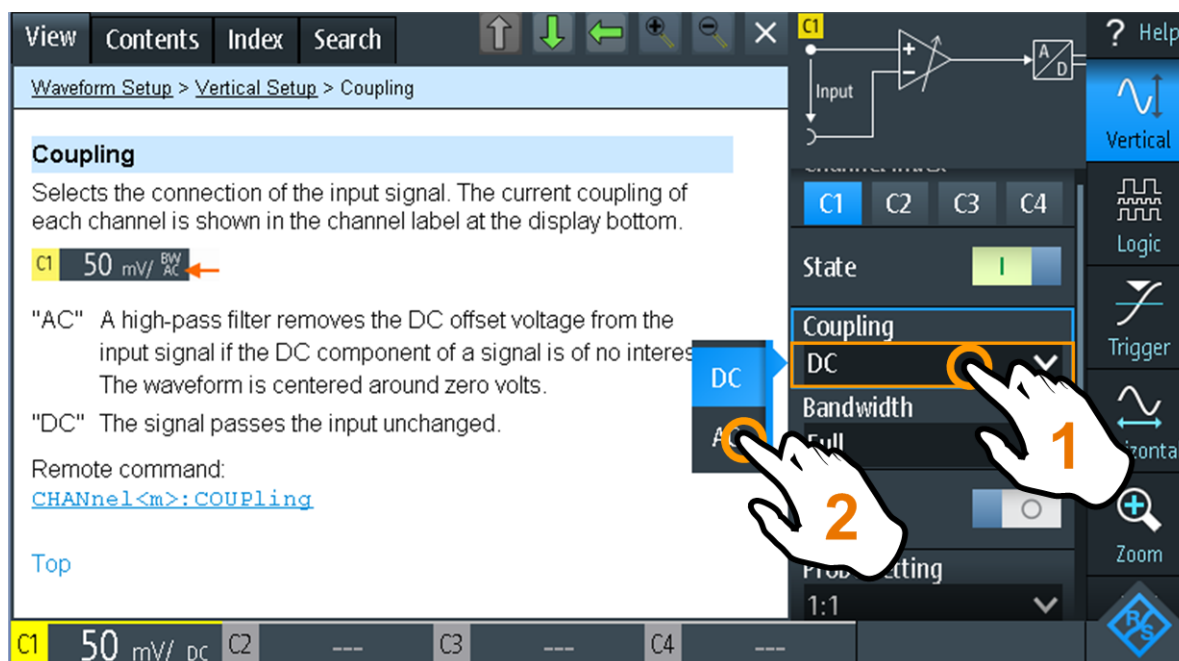 View Contents Index Search
Waveform Setup > Vertical Setup > Coupling
Coupling
Selects the connection of the input signal. The current coupling of
each channel is shown in the channel label at the display bottom.
C1 50 mV/ BW AC
"AC" A high-pass filter removes the DC offset voltage from the
input signal if the DC component of a signal is of no interes
The waveform is centered around zero volts.
"DC" The signal passes the input unchanged.
Remote command:
CHANnel<m>:COUPling
Top
DC
AC
2
C1
Input
A/D
C1 C2 C3 C4
State
I
Coupling
DC
1
Bandwidth
Full
1:1
? Help
Vertical
Logic
Trigger
Zoom
R&S
C1 50 mV/ DC C2 --- C3 --- C4 ---